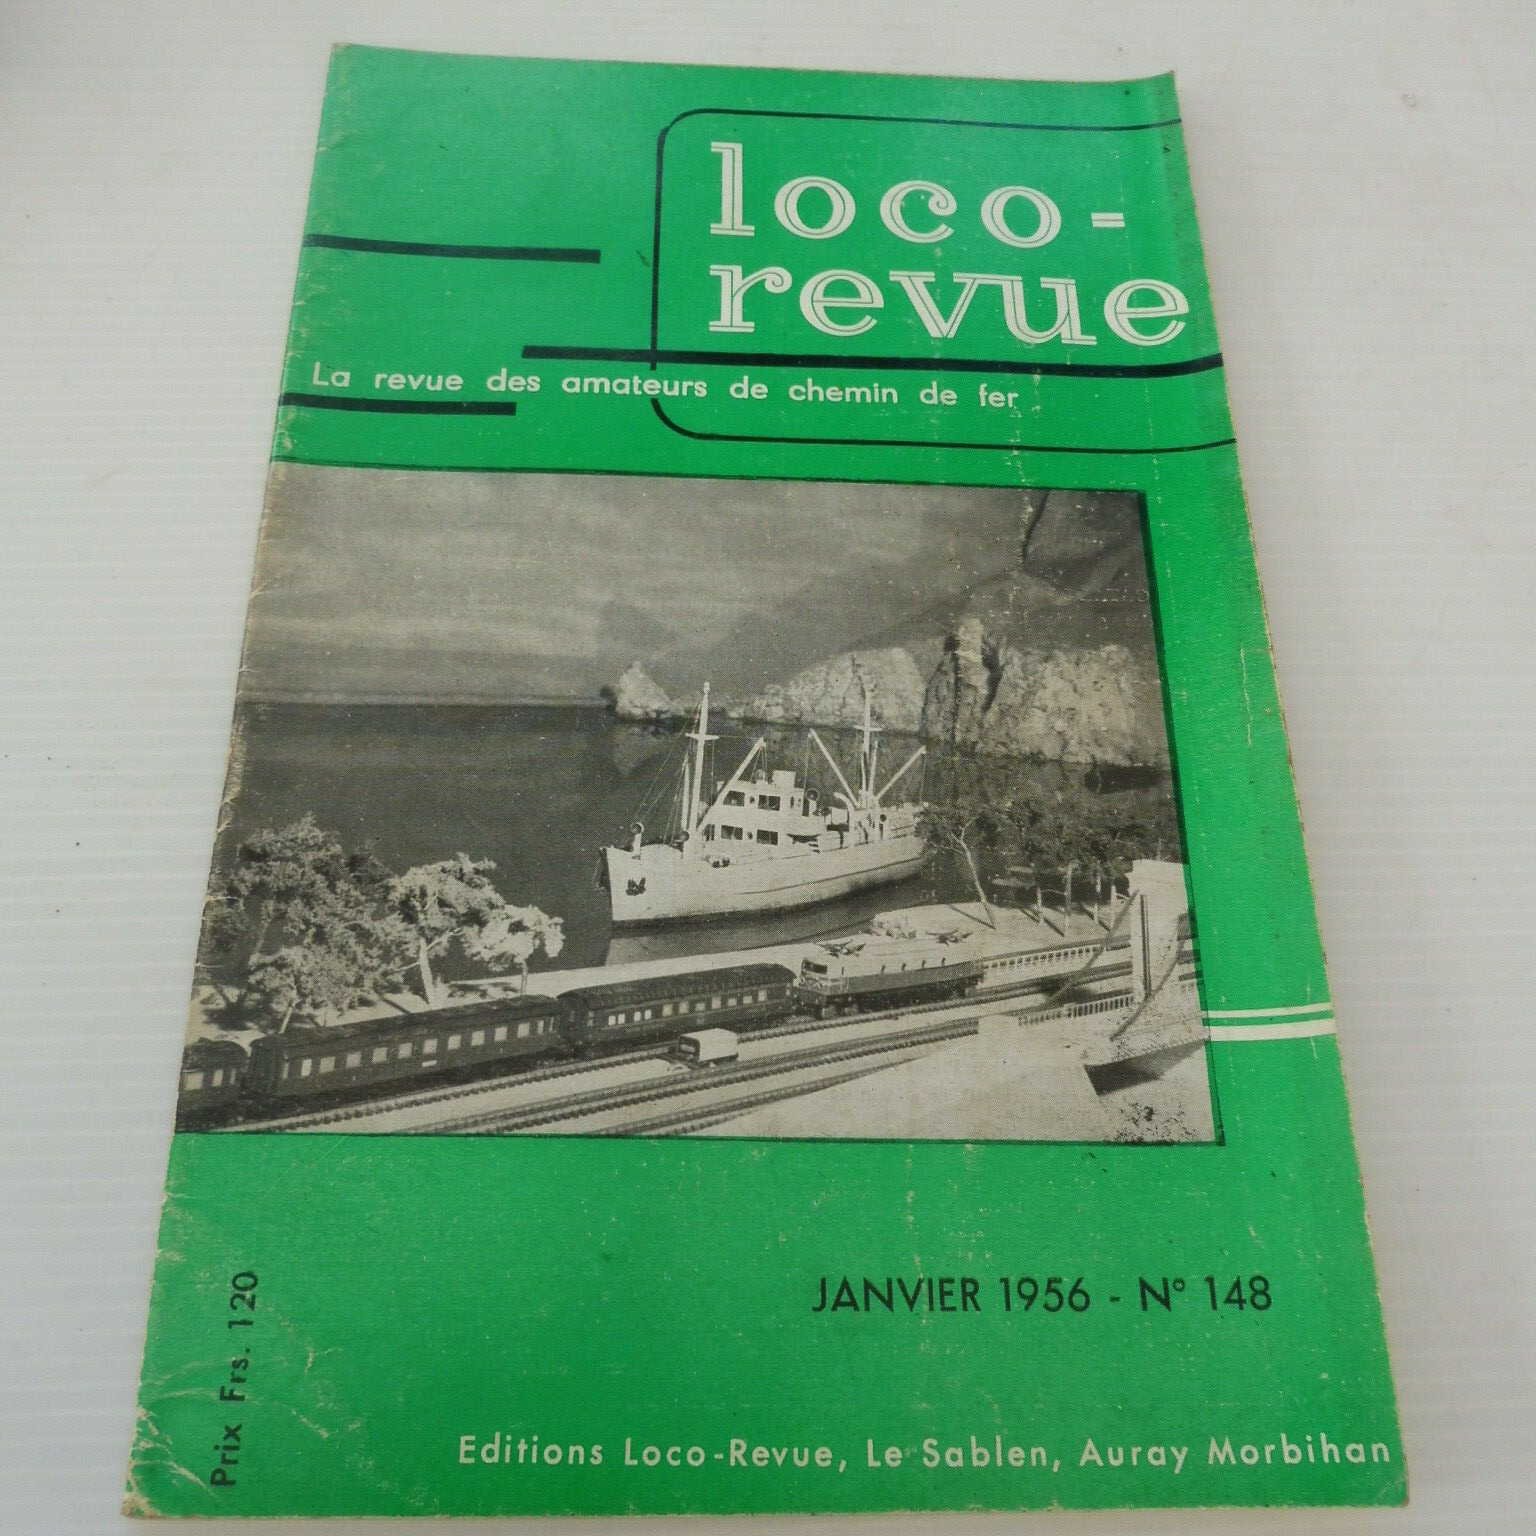 loco-
revue
La revue des amateurs de chemin de fer
JANVIER 1956 - N° 148
Prix Frs. 120
Editions Loco-Revue, Le Sablen, Auray Morbihan